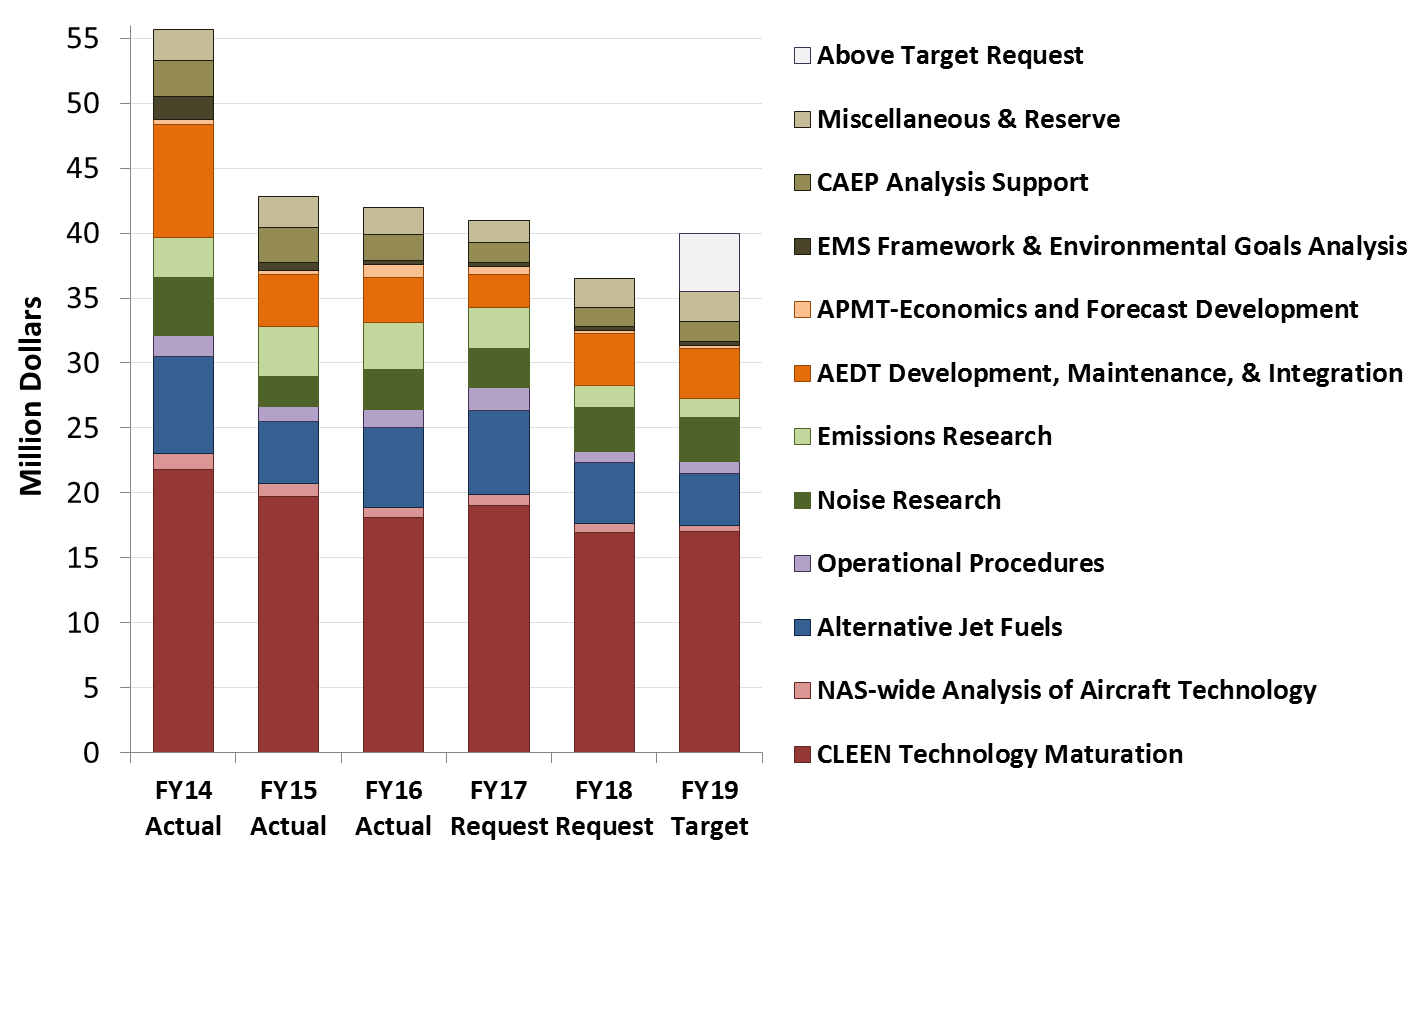 55
50
45
40
35
30
25
20
15
10
5
0
Million Dollars
FY14 Actual
FY15 Actual
FY16 Actual
FY17 Request
FY18 Request
FY19 Target
Above Target Request
Miscellaneous & Reserve
CAEP Analysis Support
EMS Framework & Environmental Goals Analysis
APMT-Economics and Forecast Development
AEDT Development, Maintenance, & Integration
Emissions Research
Noise Research
Operational Procedures
Alternative Jet Fuels
NAS-wide Analysis of Aircraft Technology
CLEEN Technology Maturation